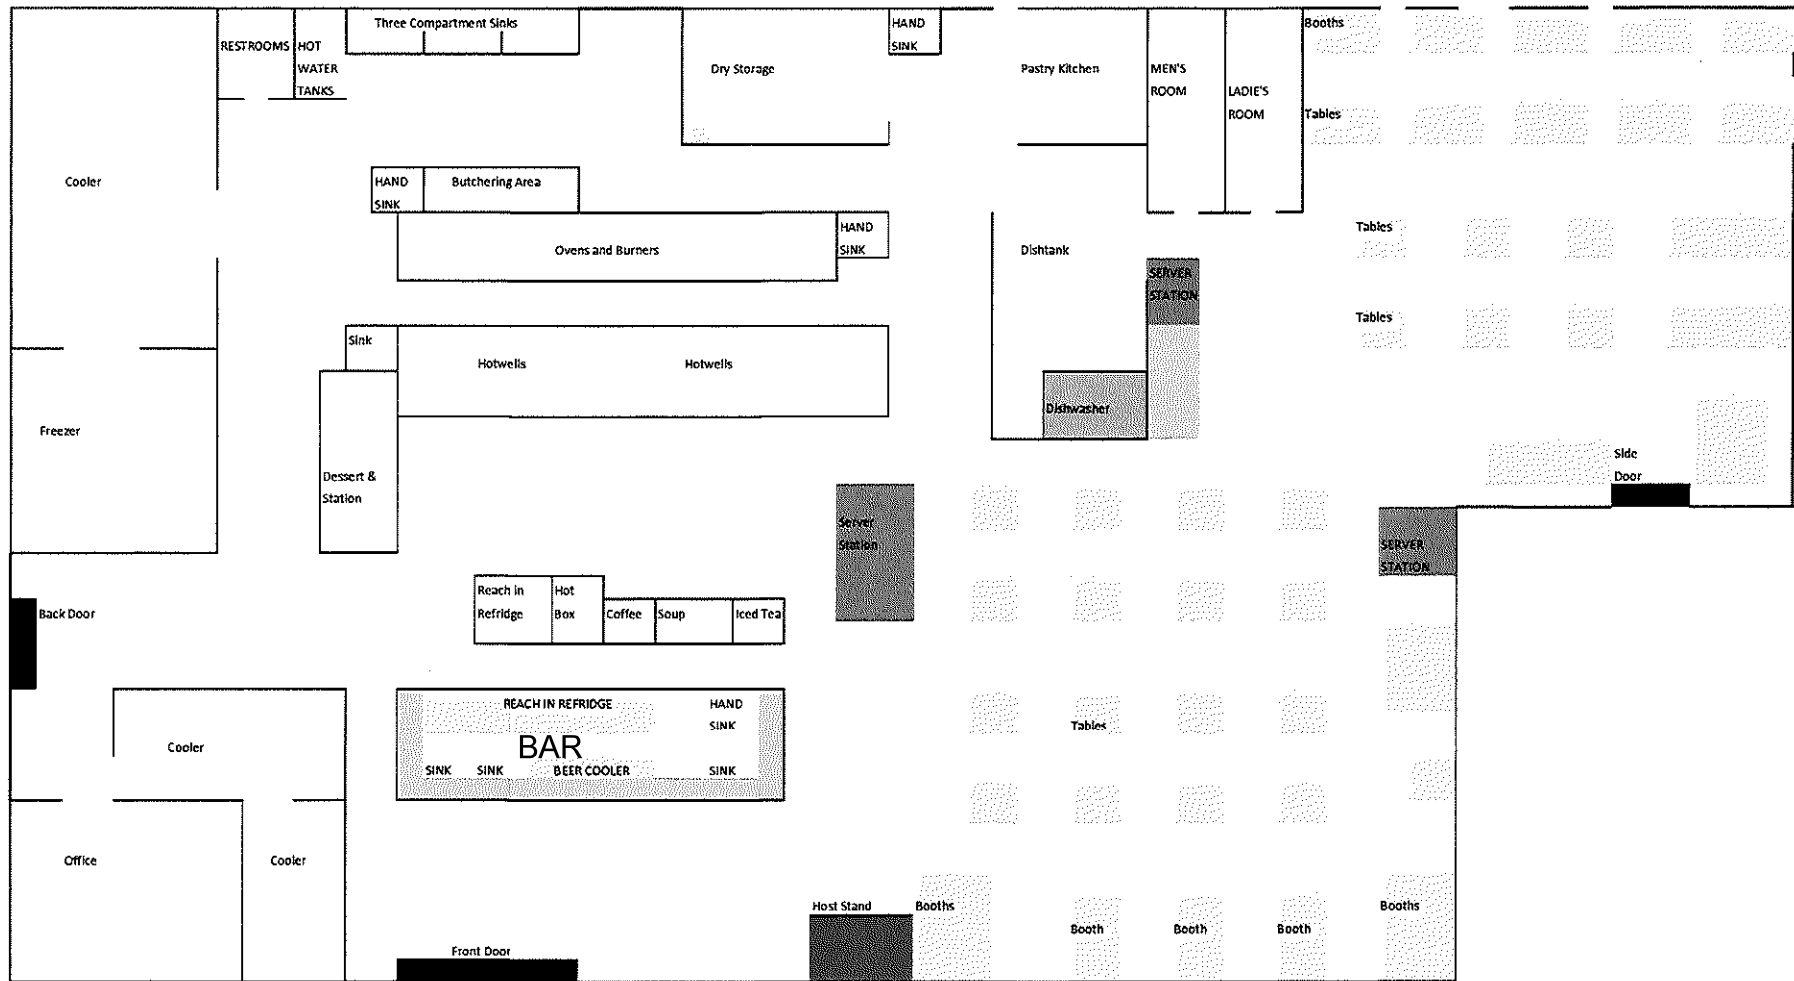 Three Compartment Sinks
HAND
SINK
Booths
RESTROOMS
HOT
WATER
TANKS
Dry Storage
Pastry Kitchen
MEN'S
ROOM
LADIE'S
ROOM
Tables
Cooler
HAND
SINK
Butchering Area
HAND
SINK
Ovens and Burners
Dishtank
Tables
SERVER
STATION
Tables
Sink
Hotwells
Hotwells
Dishwasher
Freezer
Side
Door
Dessert &
Station
Server
Station
SERVER
STATION
Reach in
Refridge
Hot
Box
Coffee
Soup
Iced Tea
Back Door
REACH IN REFRIDGE
HAND
SINK
Tables
Cooler
BAR
SINK
SINK
BEER COOLER
SINK
Office
Cooler
Host Stand
Booths
Booths
Booth
Booth
Booth
Front Door